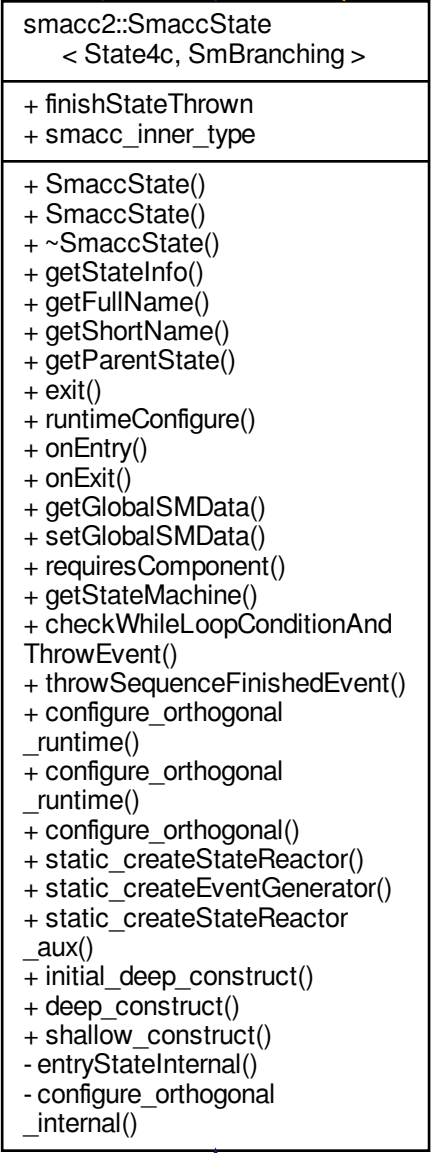 smacc2::SmaccState
< State4c, SmBranching >
+ finishStateThrown
+ smacc_inner_type
+ SmaccState()
+ SmaccState()
+ ~SmaccState()
+ getStateInfo()
+ getFullName()
+ getShortName()
+ getParentState()
+ exit()
+ runtimeConfigure()
+ onEntry()
+ onExit()
+ getGlobalSMData()
+ setGlobalSMData()
+ requiresComponent()
+ getStateMachine()
+ checkWhileLoopConditionAnd
ThrowEvent()
+ throwSequenceFinishedEvent()
+ configure_orthogonal
_runtime()
+ configure_orthogonal
_runtime()
+ configure_orthogonal()
+ static_createStateReactor()
+ static_createEventGenerator()
+ static_createStateReactor
_aux()
+ initial_deep_construct()
+ deep_construct()
+ shallow_construct()
- entryStateInternal()
- configure_orthogonal
_internal()